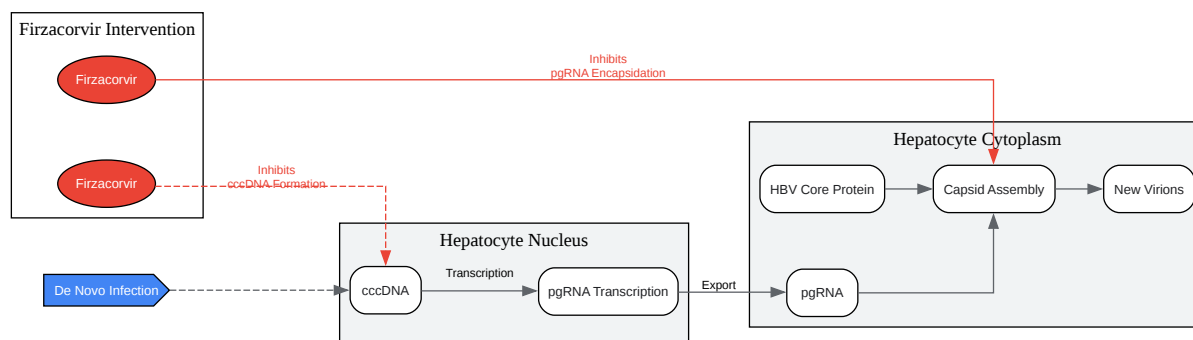 Firzacorvir Intervention
Firzacorvir
Inhibits
pgRNA Encapsidation
Hepatocyte Cytoplasm
Firzacorvir
Inhibits
cccDNA Formation
HBV Core Protein
Capsid Assembly
New Virions
Hepatocyte Nucleus
De Novo Infection
cccDNA
Transcription
pgRNA Transcription
Export
pgRNA